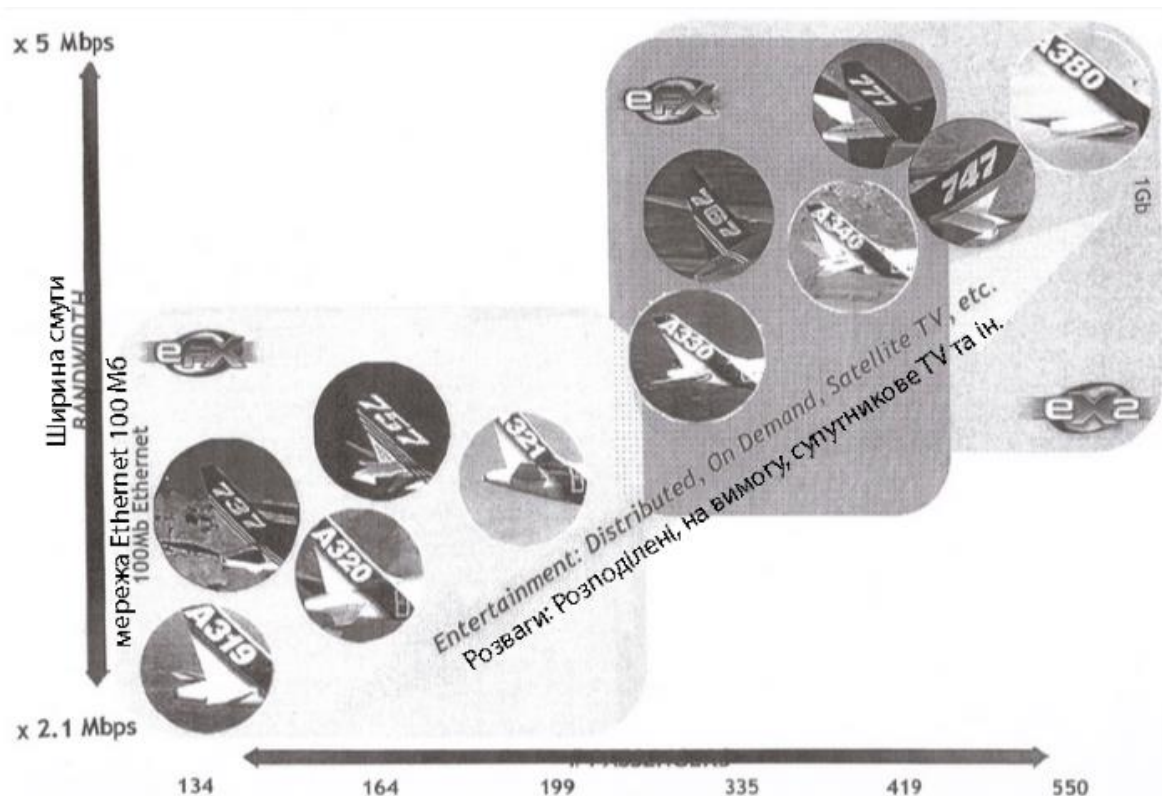 x 5 Mbps
eFX
777
A380
767
A340
747
1Gb
A330
Ширина смуги
BANDWIDTH
eFX
мережа Ethernet 100 Мб
100Mb Ethernet
757
321
737
A320
A319
Entertainment: Distributed, On Demand, Satellite TV, etc.
Розваги: Розподілені, на вимогу, супутникове TV та ін.
eX2
x 2.1 Mbps
134 164 199 335 419 550